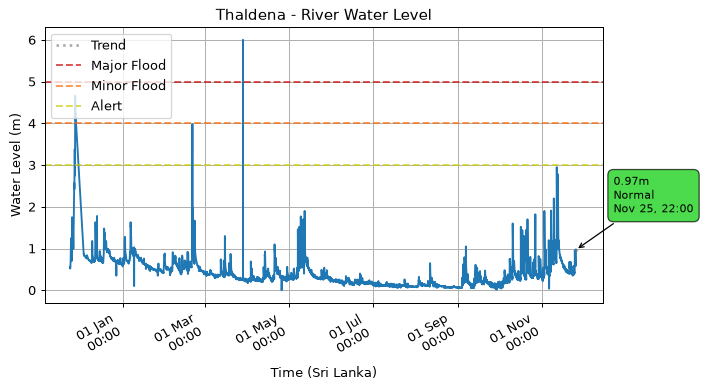 Thaldena - River Water Level
Trend
Major Flood
Minor Flood
Alert
6
5
4
3
2
1
0
Water Level (m)
0.97m
Normal
Nov 25, 22:00
01 Jan
00:00
01 Mar
00:00
01 May
00:00
01 Jul
00:00
01 Sep
00:00
01 Nov
00:00
Time (Sri Lanka)